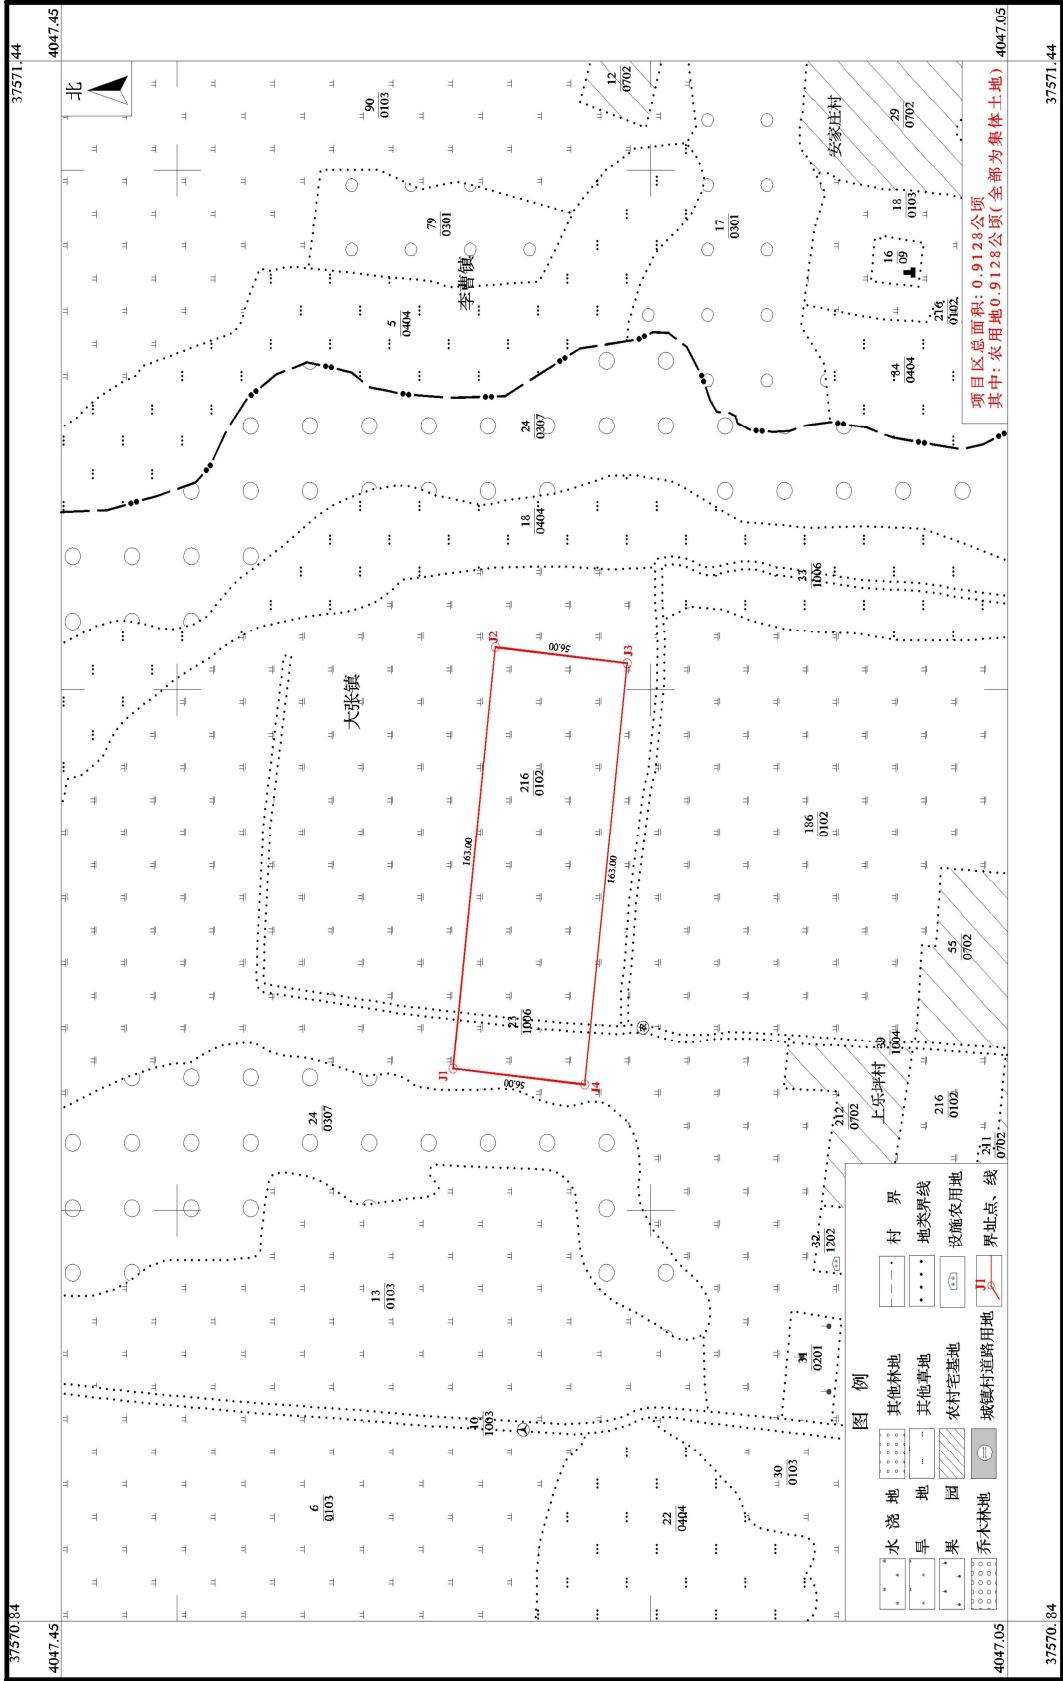 37570.84
37571.44
4047.45
4047.45
北
90
0103
12
0702
79
0301
李曹镇
5
0404
17
0301
安家庄村
29
0702
18
0103
16
09
216
0102
84
0404
24
0307
18
0404
33
1006
大张镇
J1
J2
J3
J4
163.00
56.00
163.00
56.00
216
0102
23
1006
186
0102
55
0702
39
1004
上乐坪村
212
0702
216
0102
211
0702
24
0307
13
0103
32
1202
31
0201
10
1003
6
0103
22
0404
30
0103
项目区总面积:0.9128公顷
其中:农用地0.9128公顷(全部为集体土地)
图 例
水浇地
其他林地
村 界
旱 地
其他草地
地类界线
果 园
农村宅基地
设施农用地
乔木林地
城镇村道路用地
J1
界址点、线
4047.05
4047.05
37570.84
37571.44